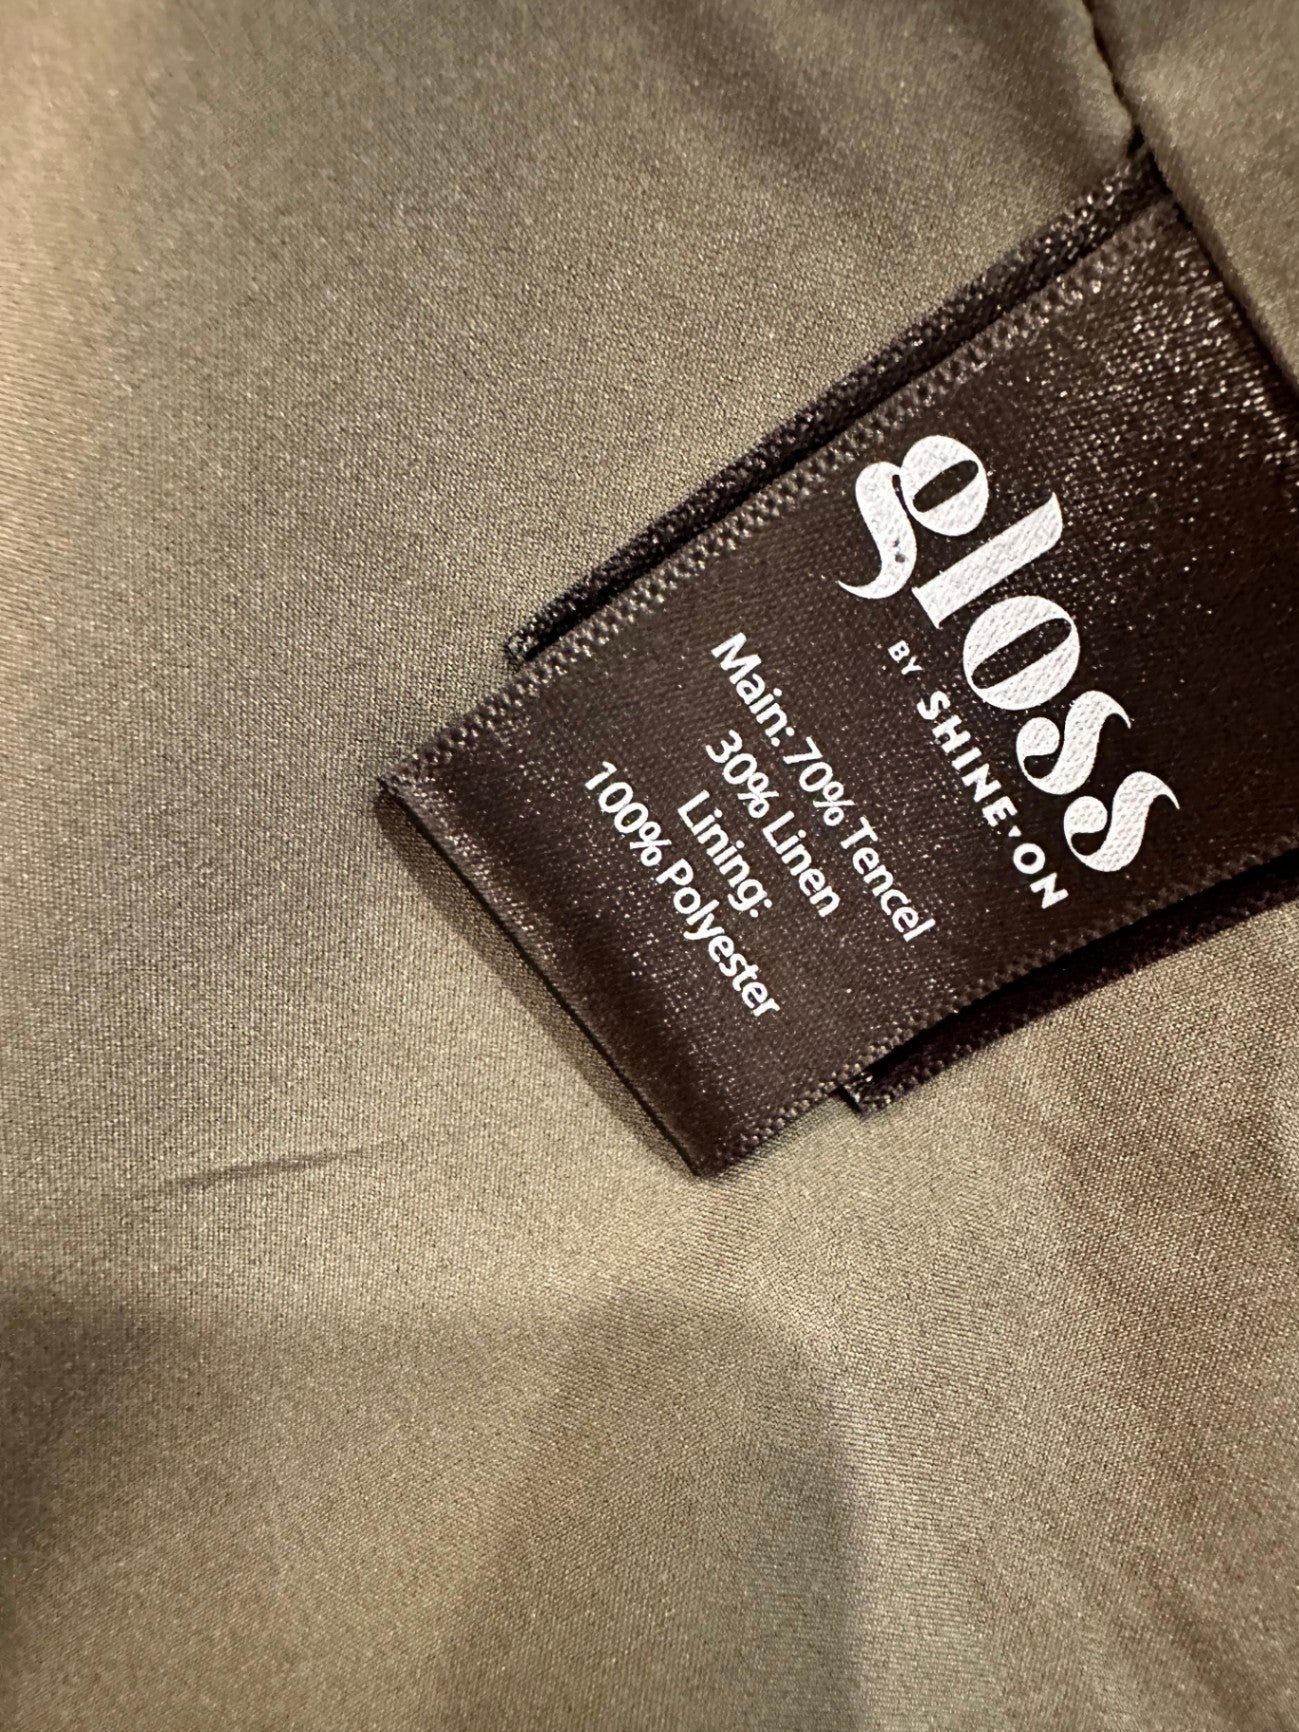 gloss
BY SHINE'ON
Main: 70% Tencel
30% Linen
Lining:
100% Polyester